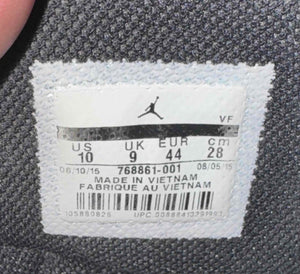 VF
US UK EUR cm
10 9 44 28
06/10/15 768861-001 08/05/15
MADE IN VIETNAM
FABRIQUE AU VIETNAM
UPC